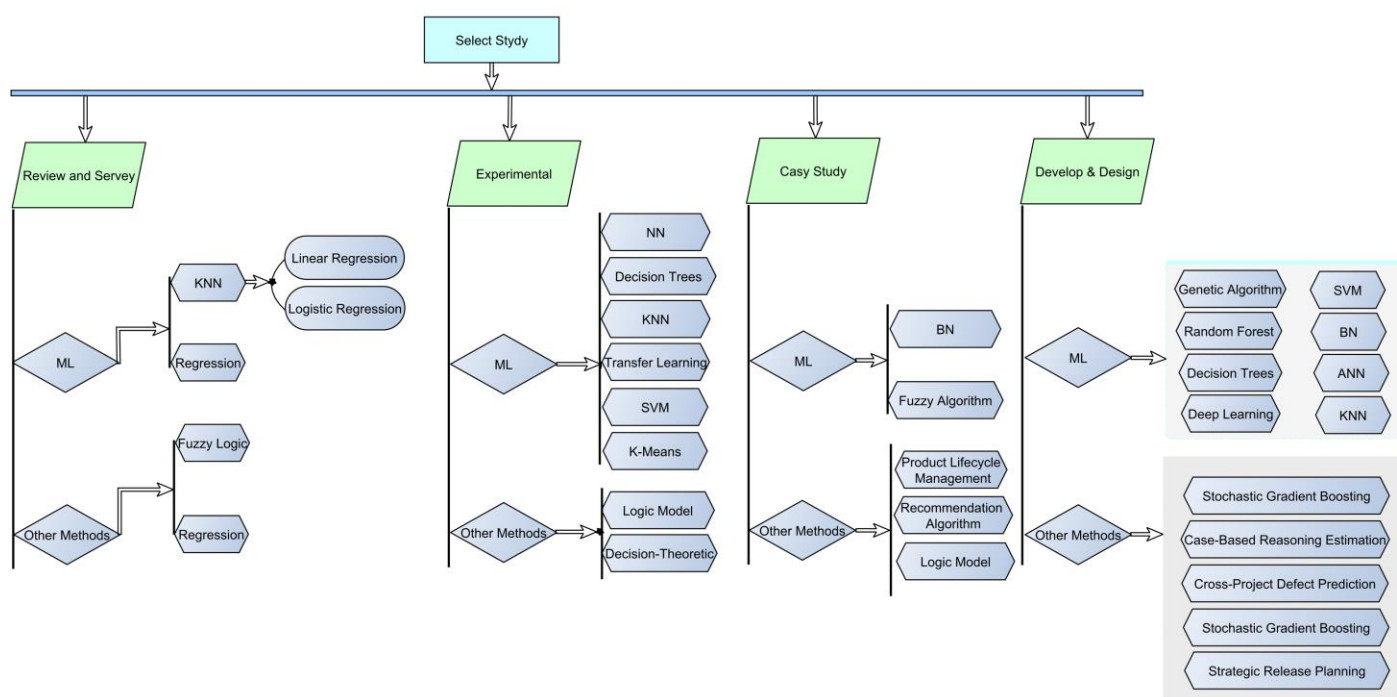 Select Stydy
Review and Servey
ML
KNN
Linear Regression
Logistic Regression
Regression
Other Methods
Fuzzy Logic
Regression
Experimental
ML
NN
Decision Trees
KNN
Transfer Learning
SVM
K-Means
Other Methods
Logic Model
Decision-Theoretic
Casy Study
ML
BN
Fuzzy Algorithm
Other Methods
Product Lifecycle
Management
Recommendation
Algorithm
Logic Model
Develop & Design
ML
Genetic Algorithm
SVM
Random Forest
BN
Decision Trees
ANN
Deep Learning
KNN
Other Methods
Stochastic Gradient Boosting
Case-Based Reasoning Estimation
Cross-Project Defect Prediction
Stochastic Gradient Boosting
Strategic Release Planning